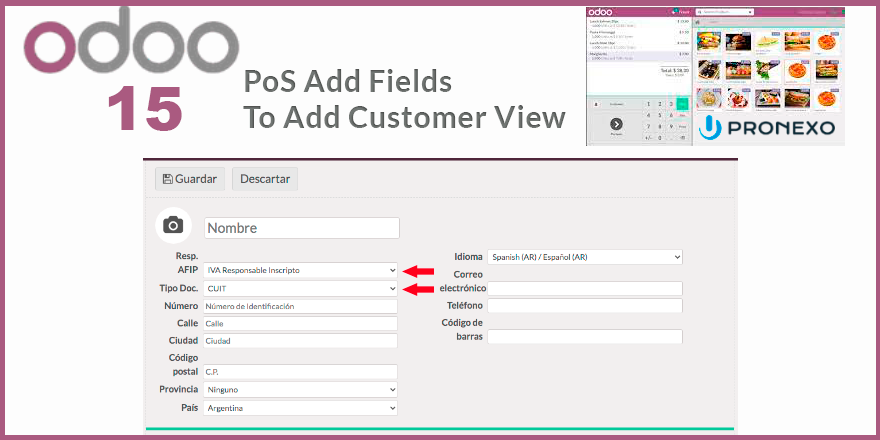 odoo
15
PoS Add Fields
To Add Customer View
odoo
PRONEXO
Guardar Descartar
Nombre
Resp.
AFIP IVA Responsable Inscripto
Tipo Doc. CUIT
Número Número de Identificación
Calle Calle
Ciudad Ciudad
Código
postal C.P.
Provincia Ninguno
País Argentina
Idioma Spanish (AR) / Español (AR)
Correo
electrónico
Teléfono
Código de
barras